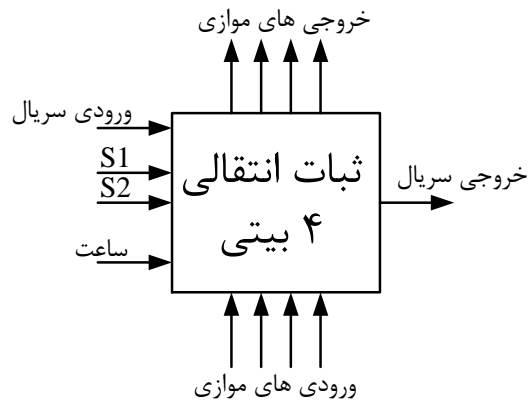 خروجی های موازی
ورودی سریال
S1
S2
ساعت
ثبات انتقالی
۴ بیتی
خروجی سریال
ورودی های موازی